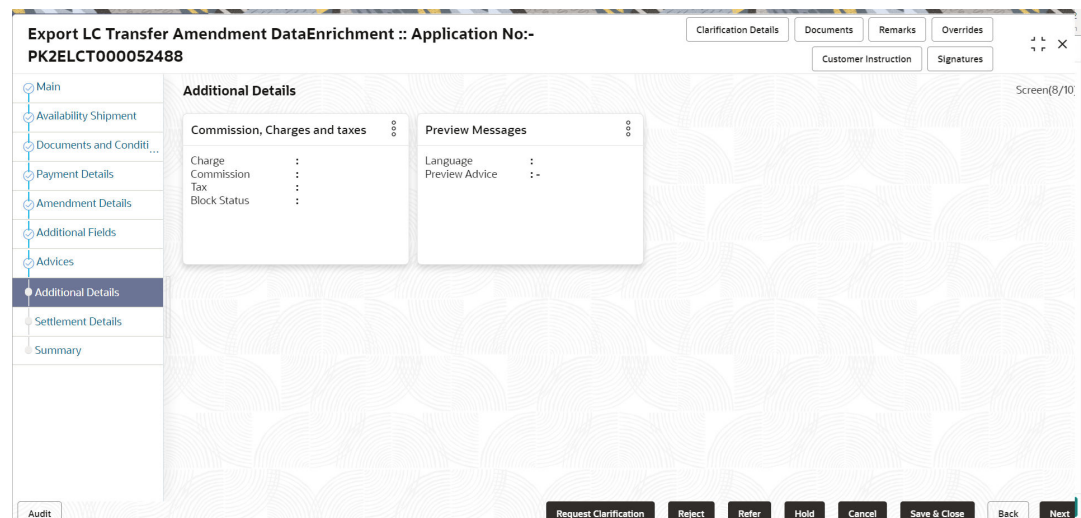 Export LC Transfer Amendment DataEnrichment :: Application No:-
PK2ELCT000052488
Clarification Details
Documents
Remarks
Overrides
Customer Instruction
Signatures
Main
Availability Shipment
Documents and Conditi...
Payment Details
Amendment Details
Additional Fields
Advices
Additional Details
Settlement Details
Summary
Additional Details
Screen(8/10)
Commission, Charges and taxes
Charge :
Commission :
Tax :
Block Status :
Preview Messages
Language :
Preview Advice : -
Audit
Request Clarification
Reject
Refer
Hold
Cancel
Save & Close
Back
Next